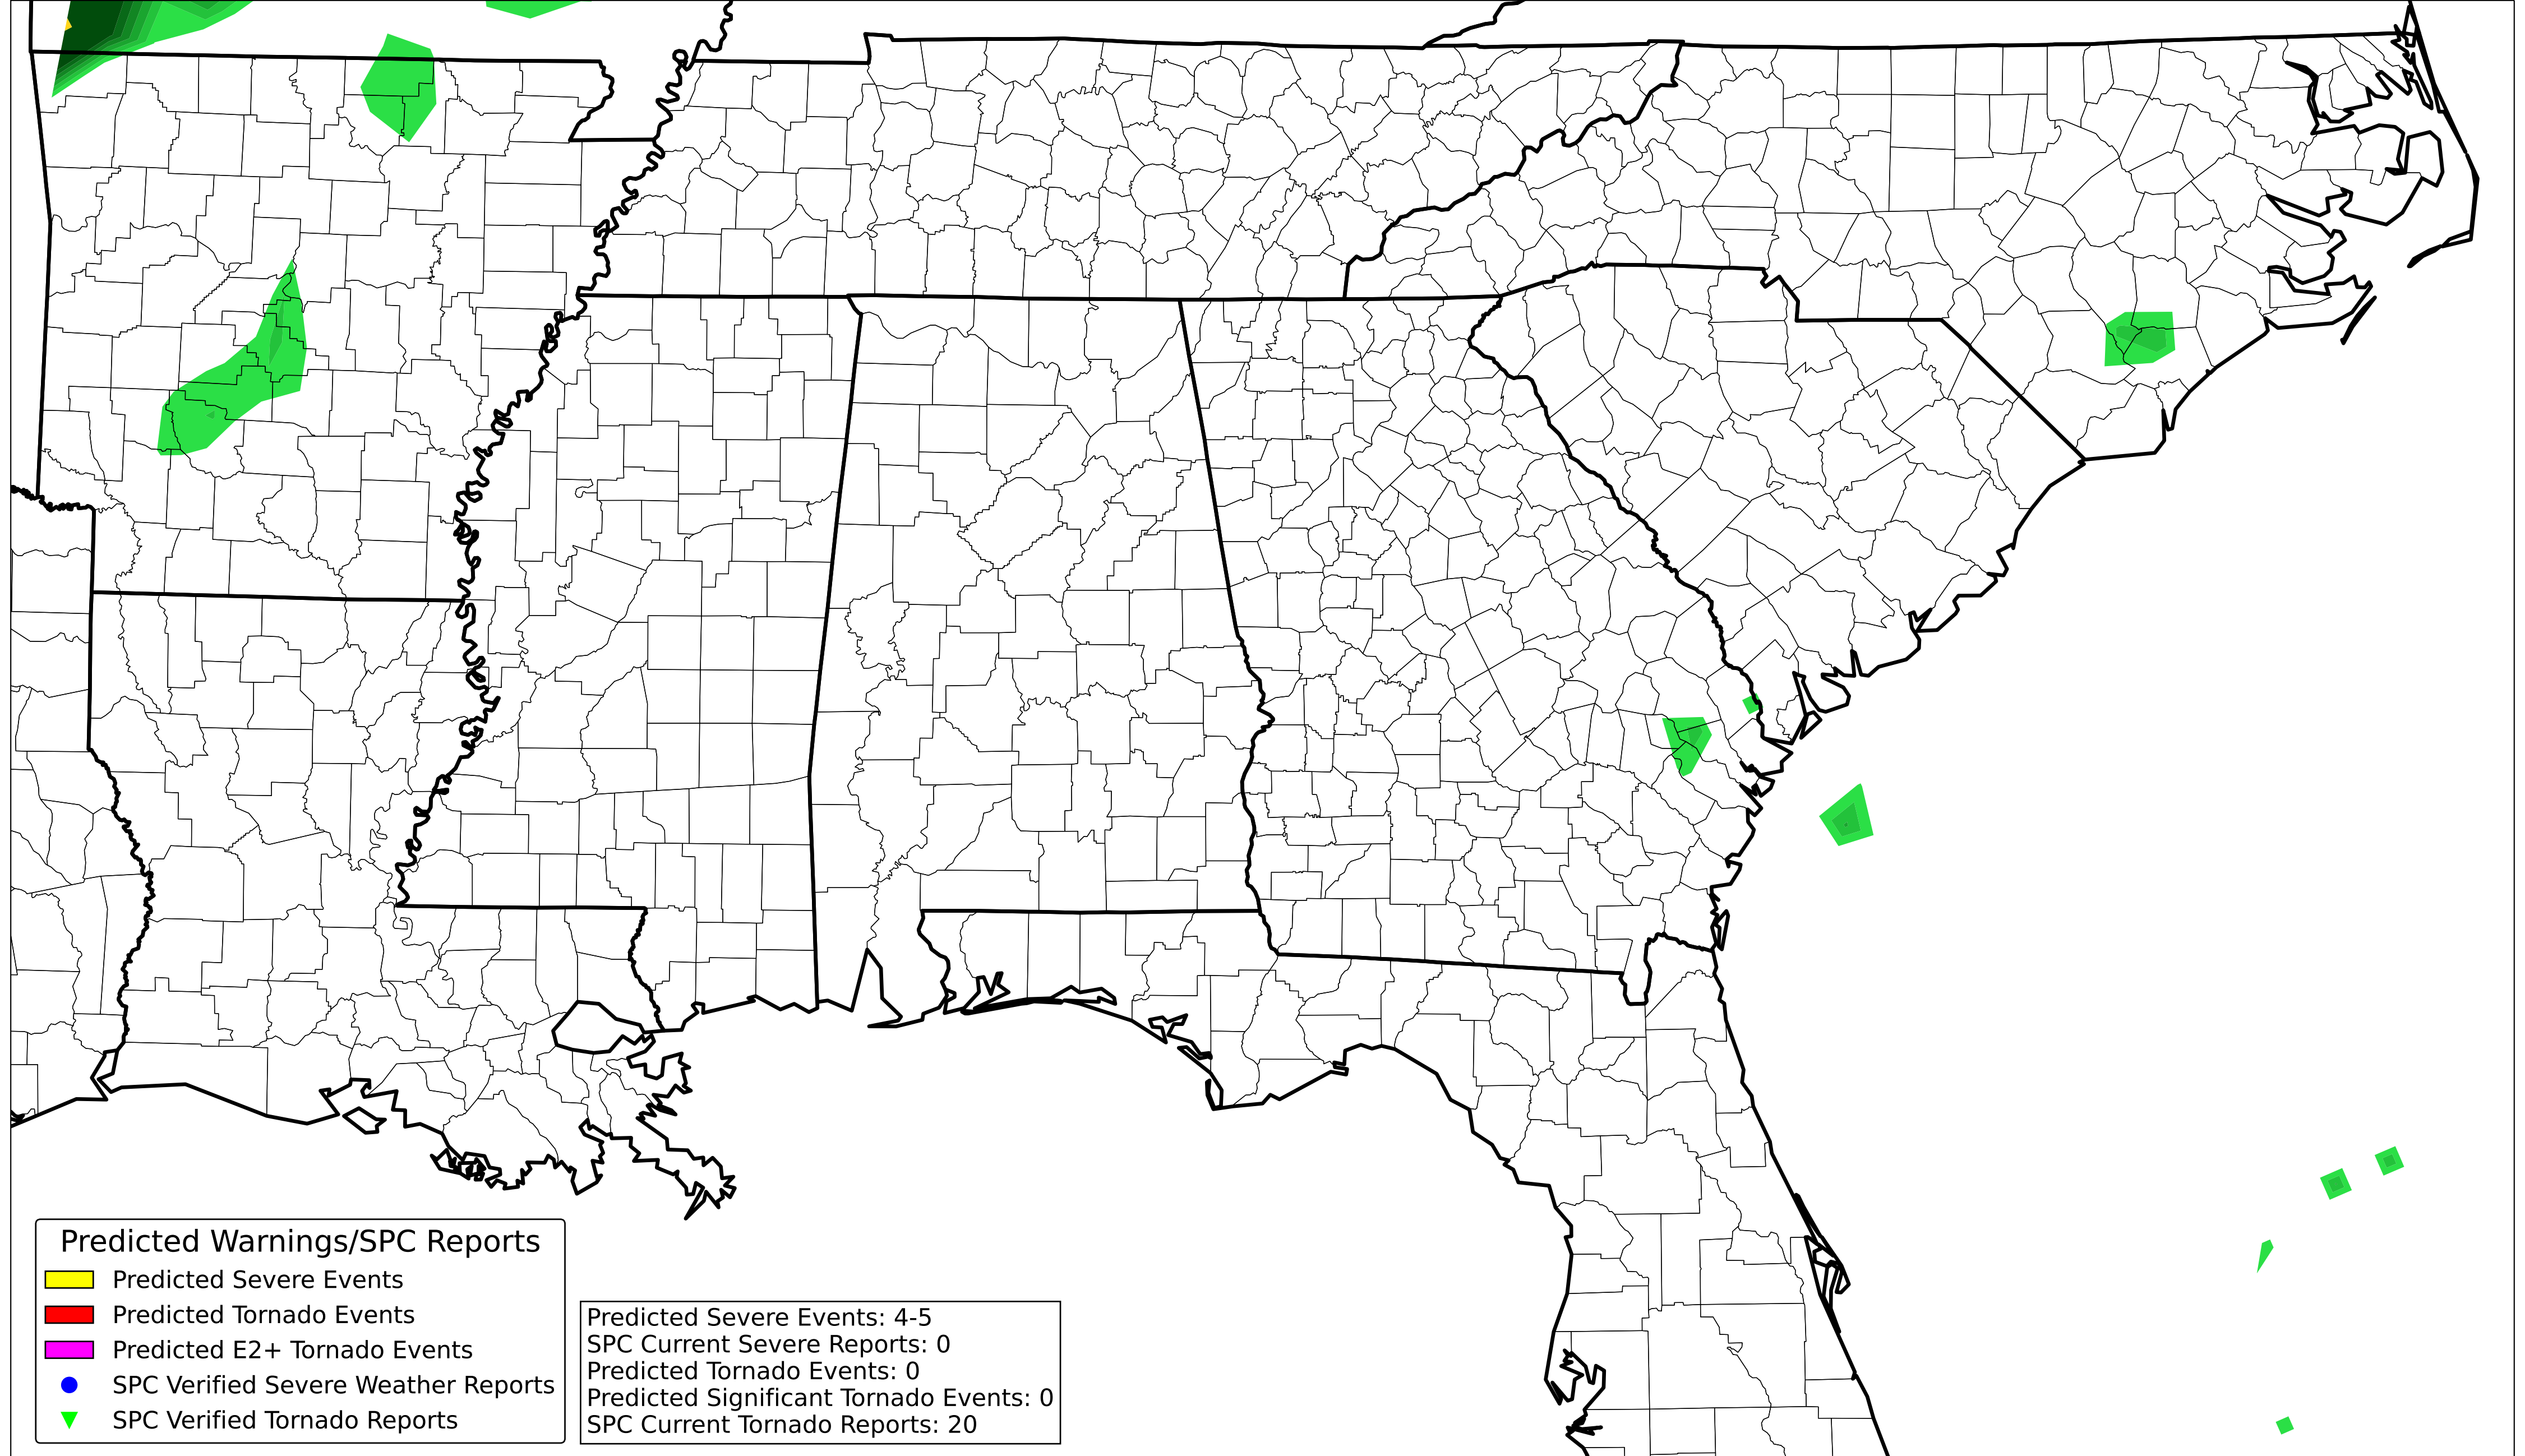 Predicted Warnings/SPC Reports
Predicted Severe Events
Predicted Tornado Events
Predicted E2+ Tornado Events
SPC Verified Severe Weather Reports
SPC Verified Tornado Reports
Predicted Severe Events: 4-5
SPC Current Severe Reports: 0
Predicted Tornado Events: 0
Predicted Significant Tornado Events: 0
SPC Current Tornado Reports: 20